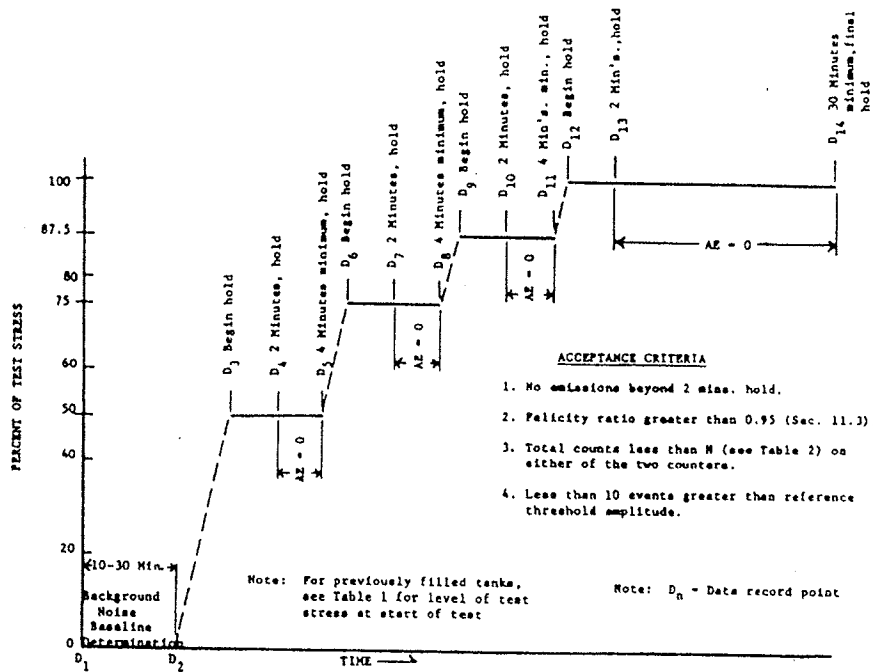 PERCENT OF TEST STRESS
100
87.5
80
75
60
50
40
20
0
D3 Begin hold
D4 2 Minutes, hold
D5 4 Minutes minimum, hold
D6 Begin hold
D7 2 Minutes, hold
D8 4 Minutes minimum, hold
D9 Begin hold
D10 2 Minutes, hold
D11 4 Min's. min., hold
D12 Begin hold
D13 2 Min's.,hold
D14 30 Minutes
minimum,final
hold
AE = 0
AE = 0
AE = 0
AE = 0
ACCEPTANCE CRITERIA
1. No emissions beyond 2 mins. hold.
2. Felicity ratio greater than 0.95 (Sec. 11.3)
3. Total counts less than N (see Table 2) on
either of the two counters.
4. Less than 10 events greater than reference
threshold amplitude.
10-30 Min.
Background
Noise
Baseline
Determination
Note: For previously filled tanks,
see Table 1 for level of test
stress at start of test
Note: Dn = Data record point
D1
D2
TIME